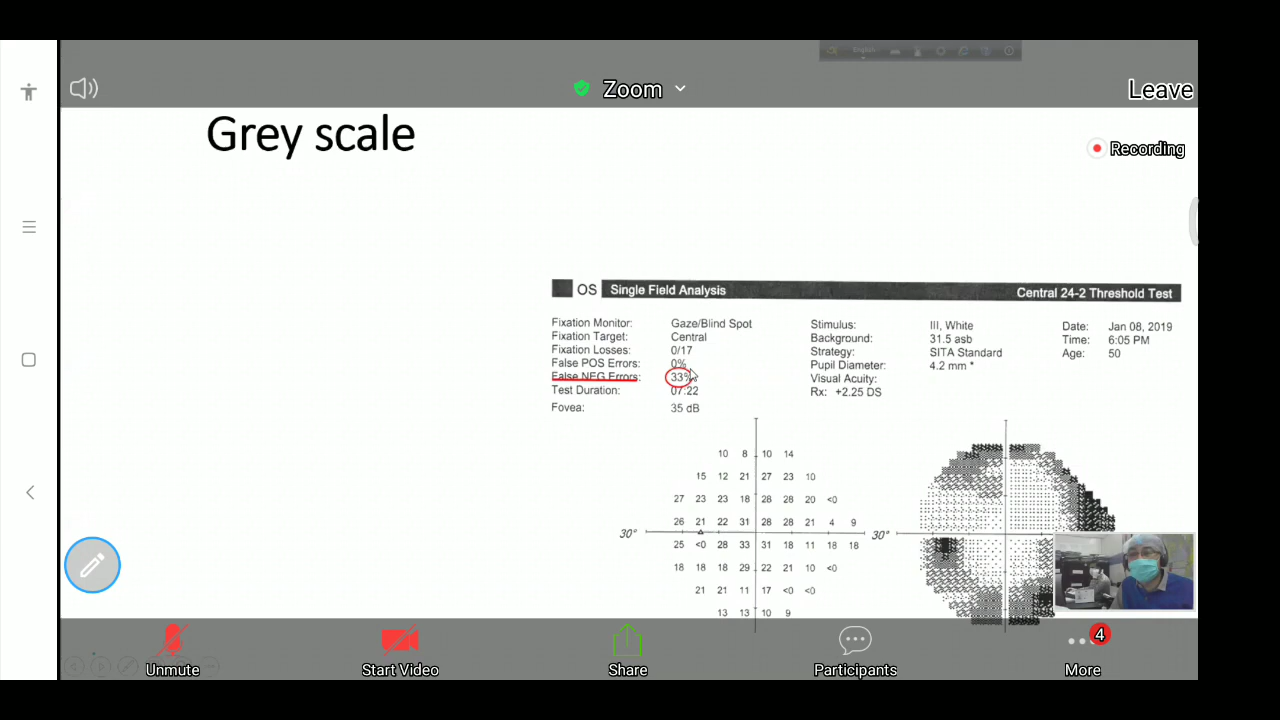 English
Zoom
Leave
Grey scale
Recording
OS Single Field Analysis Central 24-2 Threshold Test
Fixation Monitor: Gaze/Blind Spot Stimulus: III, White Date: Jan 08, 2019
Fixation Target: Central Background: 31.5 asb Time: 6:05 PM
Fixation Losses: 0/17 Strategy: SITA Standard Age: 50
False POS Errors: 0% Pupil Diameter: 4.2 mm *
False NEG Errors: 33% Visual Acuity:
Test Duration: 07:22 Rx: +2.25 DS
Fovea: 35 dB
10 8 10 14
15 12 21 27 23 10
27 23 23 18 28 28 20 <0
26 21 22 31 28 28 21 4 9
30° 30°
25 <0 28 33 31 18 11 18 18
18 18 18 29 22 21 10 <0
21 21 11 17 <0 <0
13 13 10 9
4
Unmute Start Video Share Participants More